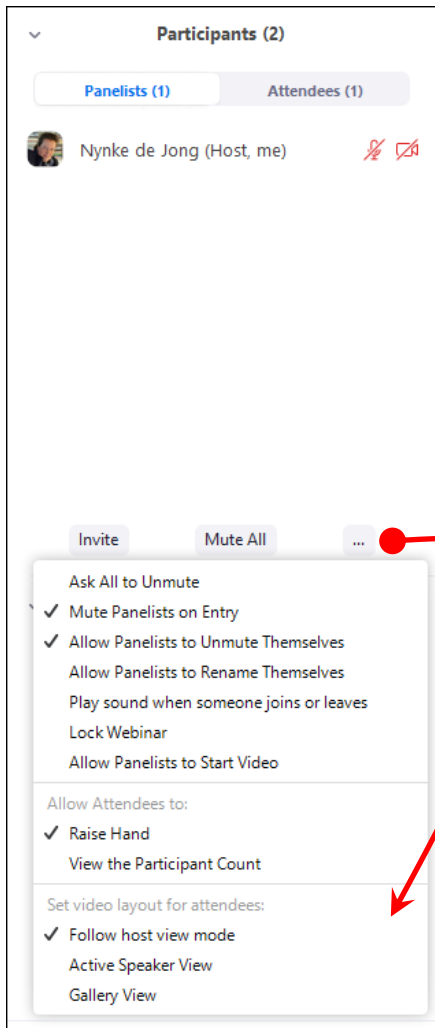 Participants (2)
Panelists (1) Attendees (1)
Nynke de Jong (Host, me)
Invite Mute All ...
Ask All to Unmute
✓ Mute Panelists on Entry
✓ Allow Panelists to Unmute Themselves
Allow Panelists to Rename Themselves
Play sound when someone joins or leaves
Lock Webinar
Allow Panelists to Start Video
Allow Attendees to:
✓ Raise Hand
View the Participant Count
Set video layout for attendees:
✓ Follow host view mode
Active Speaker View
Gallery View